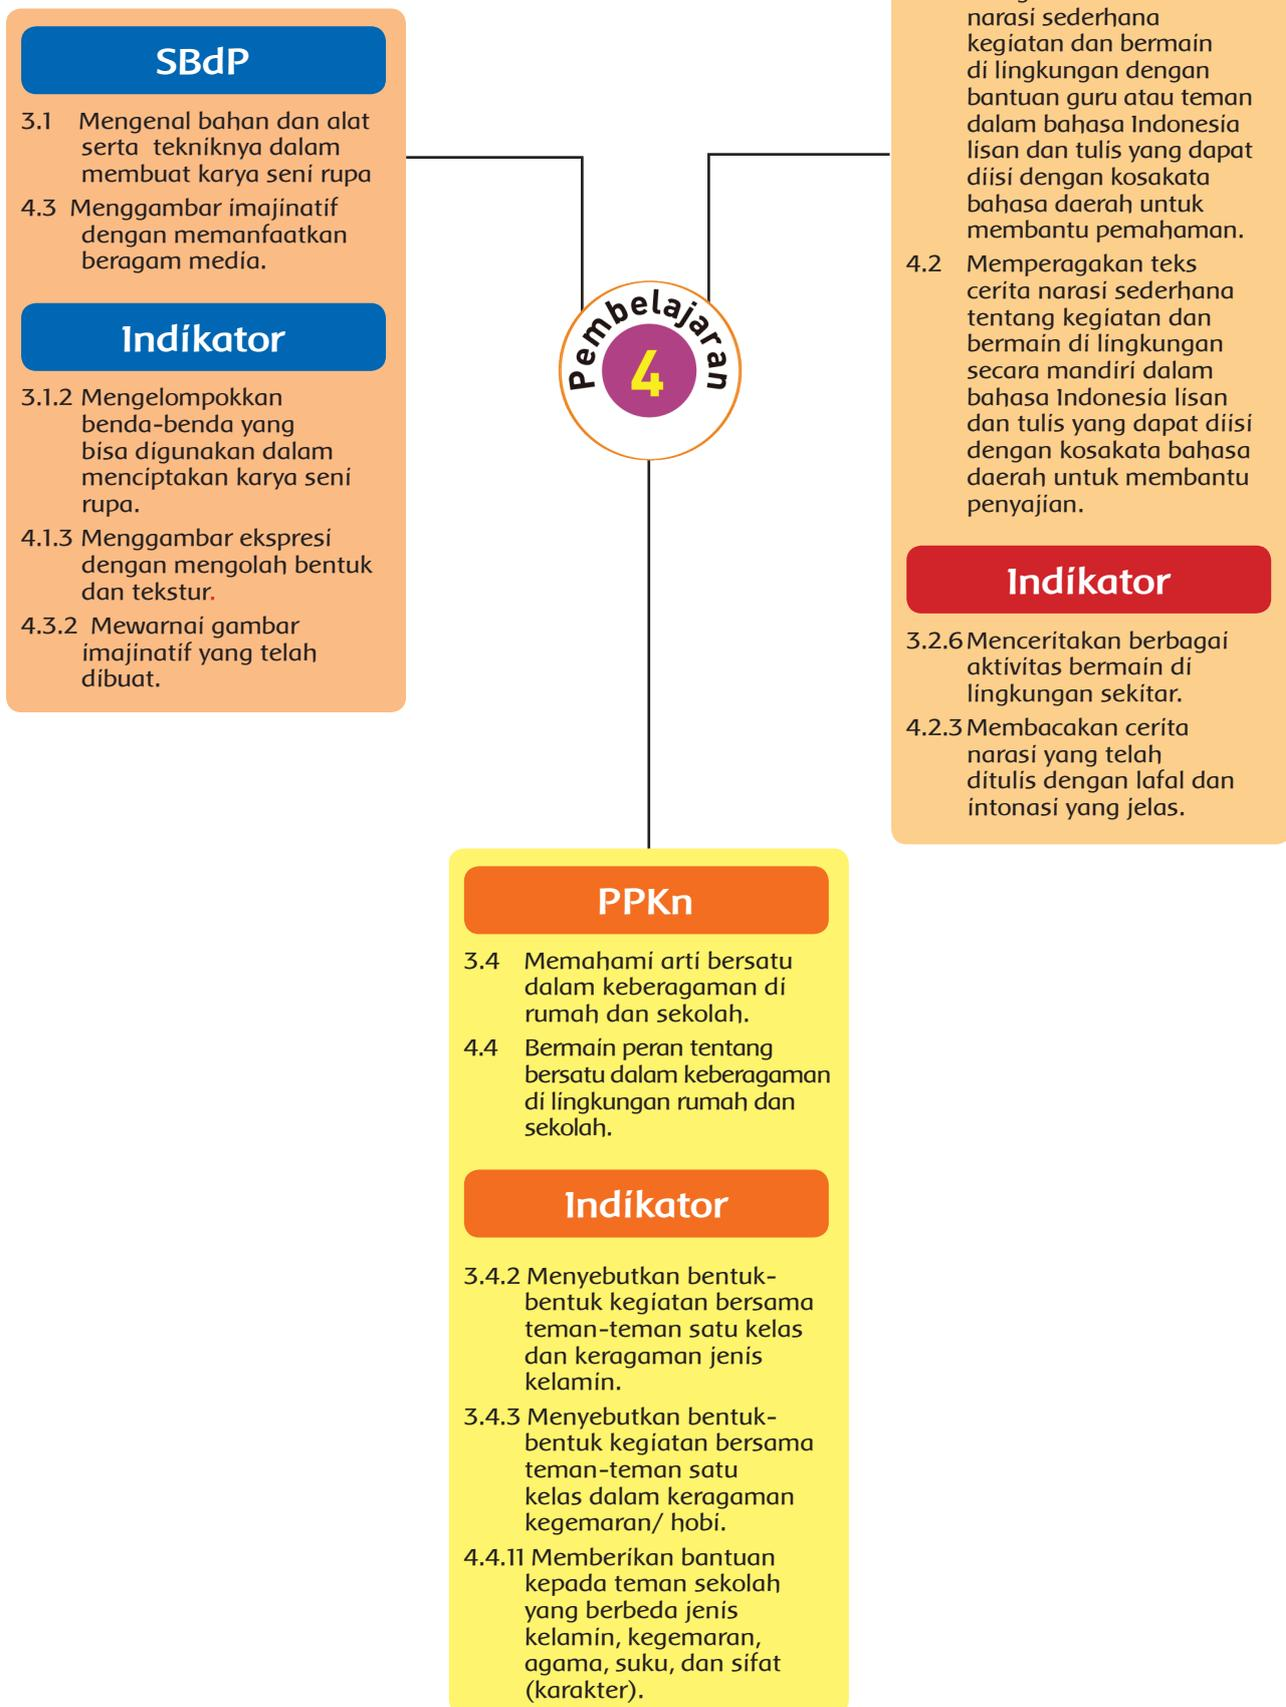 SBdP
3.1 Mengenal bahan dan alat
serta tekniknya dalam
membuat karya seni rupa
4.3 Menggambar imajinatif
dengan memanfaatkan
beragam media.
Indikator
3.1.2 Mengelompokkan
benda-benda yang
bisa digunakan dalam
menciptakan karya seni
rupa.
4.1.3 Menggambar ekspresi
dengan mengolah bentuk
dan tekstur.
4.3.2 Mewarnai gambar
imajinatif yang telah
dibuat.
Pembelajaran
4
narasi sederhana
kegiatan dan bermain
di lingkungan dengan
bantuan guru atau teman
dalam bahasa Indonesia
lisan dan tulis yang dapat
diisi dengan kosakata
bahasa daerah untuk
membantu pemahaman.
4.2 Memperagakan teks
cerita narasi sederhana
tentang kegiatan dan
bermain di lingkungan
secara mandiri dalam
bahasa Indonesia lisan
dan tulis yang dapat diisi
dengan kosakata bahasa
daerah untuk membantu
penyajian.
Indikator
3.2.6 Menceritakan berbagai
aktivitas bermain di
lingkungan sekitar.
4.2.3 Membacakan cerita
narasi yang telah
ditulis dengan lafal dan
intonasi yang jelas.
PPKn
3.4 Memahami arti bersatu
dalam keberagaman di
rumah dan sekolah.
4.4 Bermain peran tentang
bersatu dalam keberagaman
di lingkungan rumah dan
sekolah.
Indikator
3.4.2 Menyebutkan bentuk-
bentuk kegiatan bersama
teman-teman satu kelas
dan keragaman jenis
kelamin.
3.4.3 Menyebutkan bentuk-
bentuk kegiatan bersama
teman-teman satu
kelas dalam keragaman
kegemaran/ hobi.
4.4.11 Memberikan bantuan
kepada teman sekolah
yang berbeda jenis
kelamin, kegemaran,
agama, suku, dan sifat
(karakter).